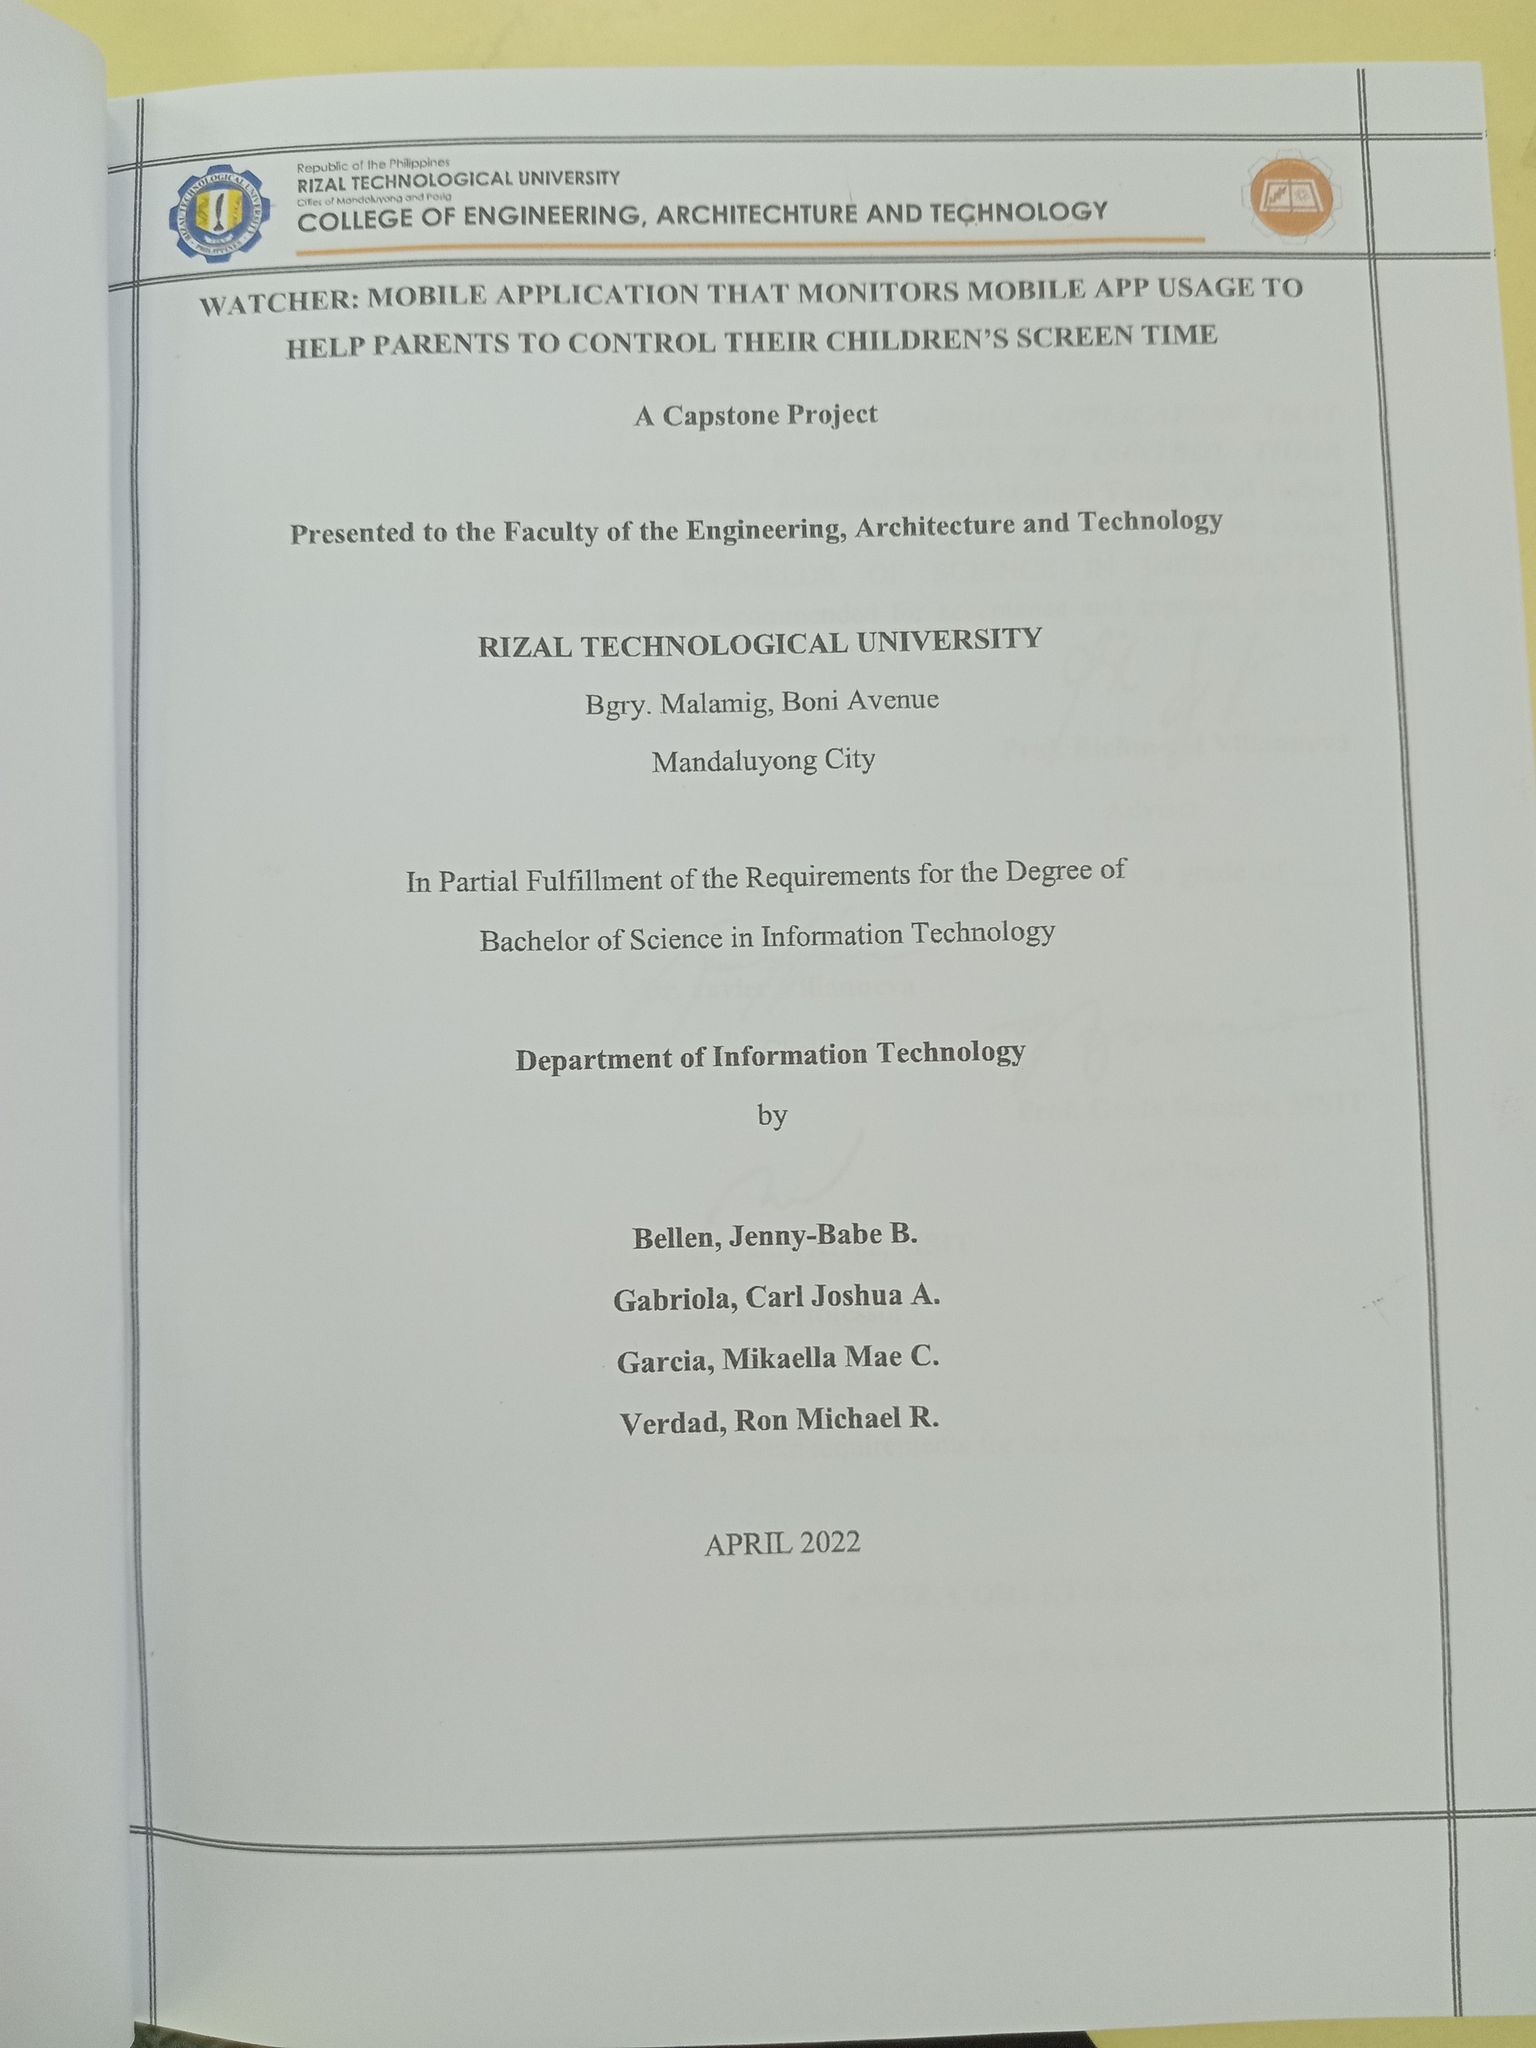 Republic of the Philippines
RIZAL TECHNOLOGICAL UNIVERSITY
Cities of Mandaluyong and Pasig
COLLEGE OF ENGINEERING, ARCHITECHTURE AND TECHNOLOGY
WATCHER: MOBILE APPLICATION THAT MONITORS MOBILE APP USAGE TO
HELP PARENTS TO CONTROL THEIR CHILDREN'S SCREEN TIME
A Capstone Project
Presented to the Faculty of the Engineering, Architecture and Technology
RIZAL TECHNOLOGICAL UNIVERSITY
Bgry. Malamig, Boni Avenue
Mandaluyong City
In Partial Fulfillment of the Requirements for the Degree of
Bachelor of Science in Information Technology
Department of Information Technology
by
Bellen, Jenny-Babe B.
Gabriola, Carl Joshua A.
Garcia, Mikaella Mae C.
Verdad, Ron Michael R.
APRIL 2022